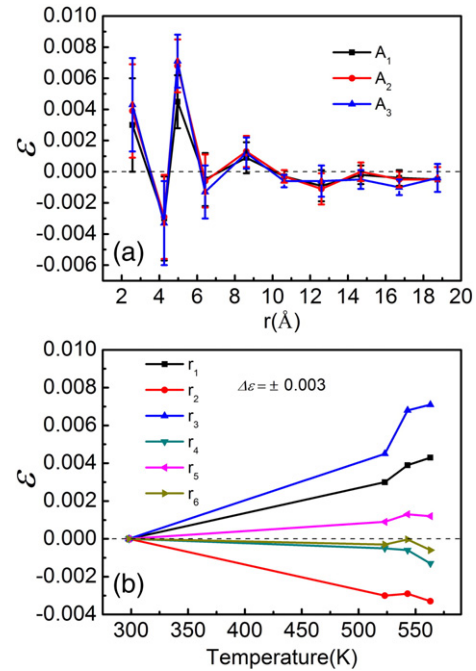 0.010
0.008
0.006
0.004
0.002
0.000
-0.002
-0.004
-0.006
ε
A₁
A₂
A₃
(a)
2 4 6 8 10 12 14 16 18 20
r(Å)
0.010
0.008
0.006
0.004
0.002
0.000
-0.002
-0.004
ε
r₁
r₂
r₃
r₄
r₅
r₆
Δε=± 0.003
(b)
300 350 400 450 500 550
Temperature(K)